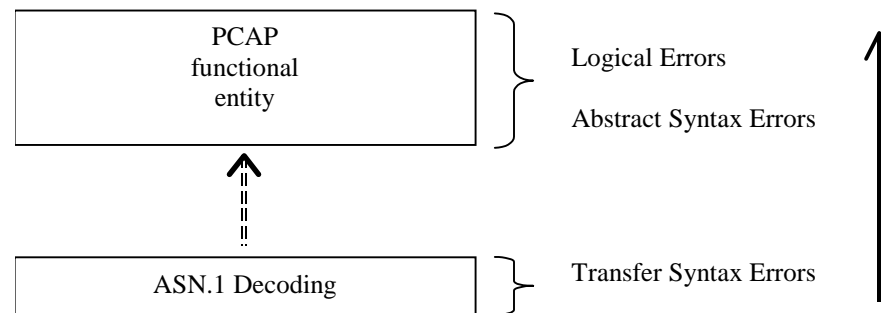 PCAP
functional
entity
Logical Errors
Abstract Syntax Errors
ASN.1 Decoding
Transfer Syntax Errors